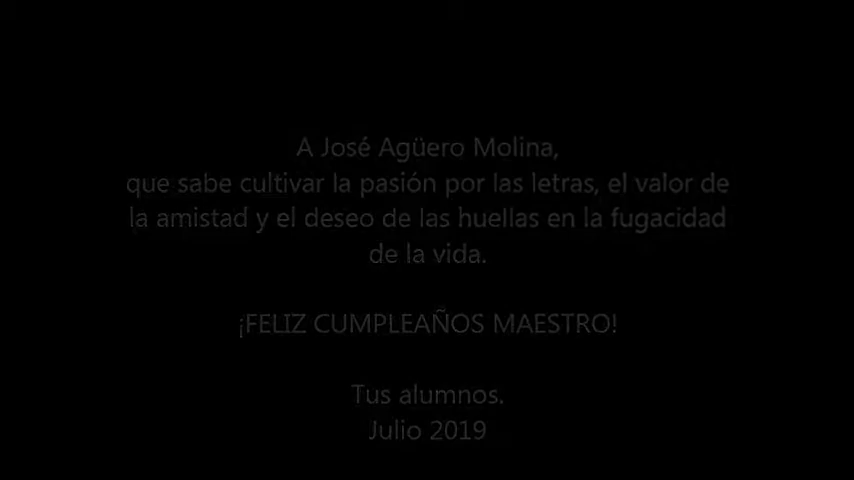 A José Agüero Molina,
que sabe cultivar la pasión por las letras, el valor de
la amistad y el deseo de las huellas en la fugacidad
de la vida.
¡FELIZ CUMPLEAÑOS MAESTRO!
Tus alumnos.
Julio 2019